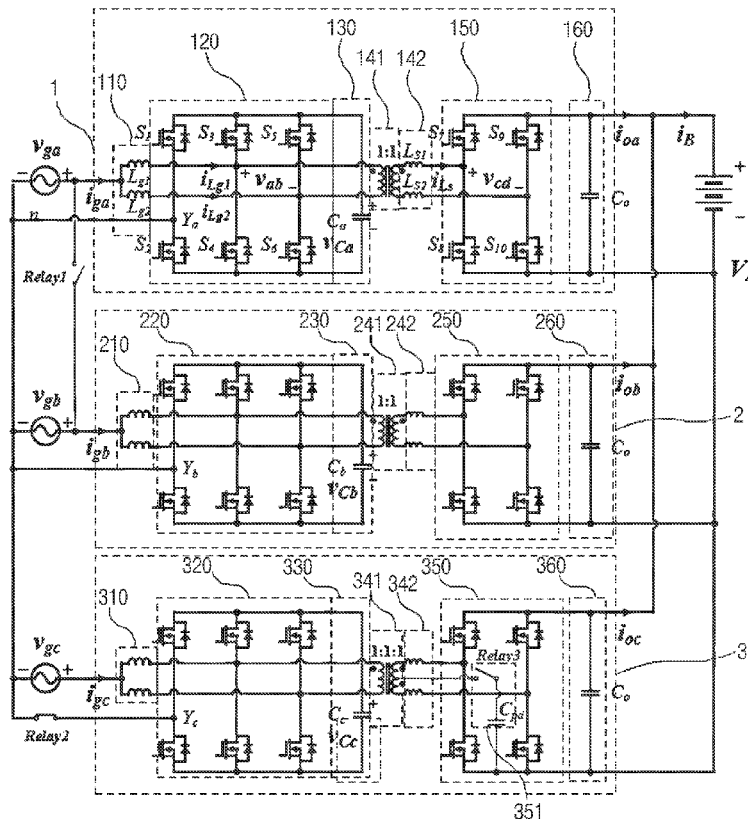 120 130 141 142 150 160
1 110
S1 S3 S5 S7 S9
vga iga Lg1 Lg2 iLg1 iLg2 vab 1:1 LS1 LS2 iLs vcd ioa iB
+ -
n Ya Ca vCa Co
S2 S4 S6 S8 S10
Relay1
220 230 241 242 250 260
210
vgb igb 1:1 iob
+ -
Yb Cb vCb Co
2
320 330 341 342 350 360
310
vgc igc 1:1:1 Relay3 ioc
+ -
Yc Cc vCc Cpd Co
3
Relay2
351